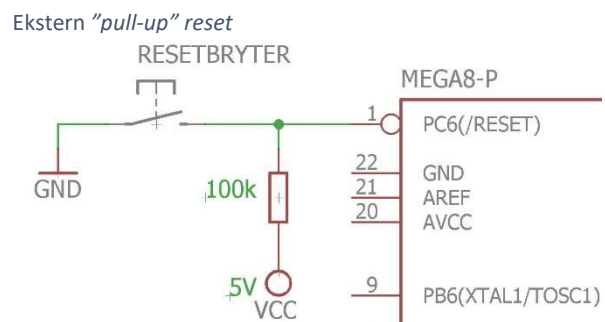 Ekstern ”pull-up” reset
RESETBRYTER
MEGA8-P
1
PC6(/RESET)
GND
100k
22
GND
21
AREF
20
AVCC
5V
VCC
9
PB6(XTAL1/TOSC1)